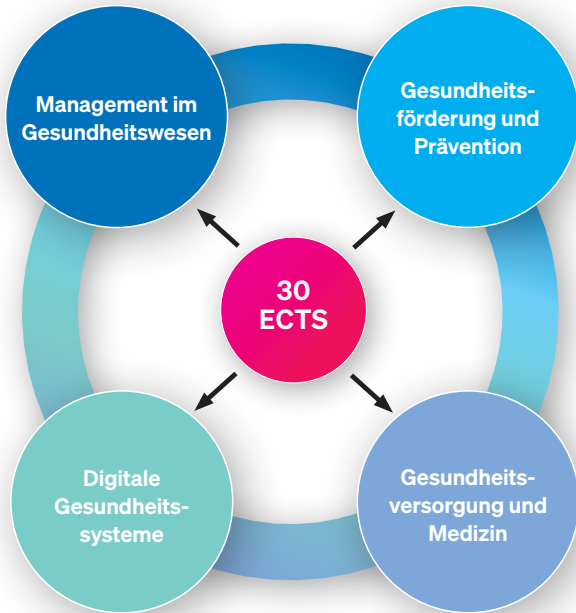 Management im
Gesundheitswesen
Gesundheits-
förderung und
Prävention
30
ECTS
Digitale
Gesundheits-
systeme
Gesundheits-
versorgung und
Medizin